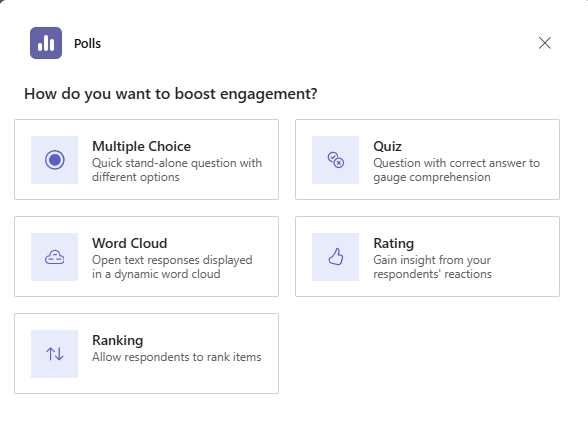 Polls
How do you want to boost engagement?
Multiple Choice
Quick stand-alone question with
different options
Quiz
Question with correct answer to
gauge comprehension
Word Cloud
Open text responses displayed
in a dynamic word cloud
Rating
Gain insight from your
respondents' reactions
Ranking
Allow respondents to rank items